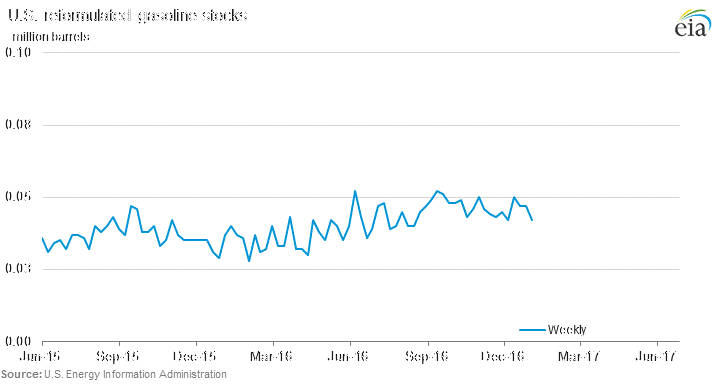 U.S. reformulated gasoline stocks
million barrels
eia
0.10
0.08
0.05
0.03
0.00
Weekly
Jun-15 Sep-15 Dec-15 Mar-16 Jun-16 Sep-16 Dec-16 Mar-17 Jun-17
Source: U.S. Energy Information Administration